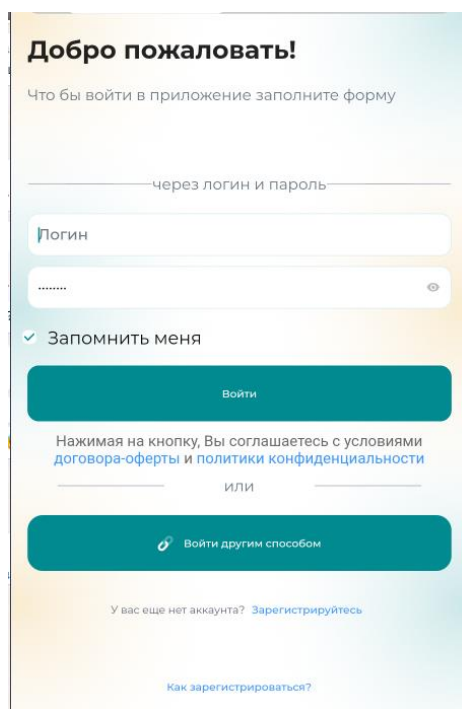 Добро пожаловать!
Что бы войти в приложение заполните форму
через логин и пароль
Логин
........
Запомнить меня
Войти
Нажимая на кнопку, Вы соглашаетесь с условиями
договора-оферты и политики конфиденциальности
или
Войти другим способом
У вас еще нет аккаунта? Зарегистрируйтесь
Как зарегистрироваться?